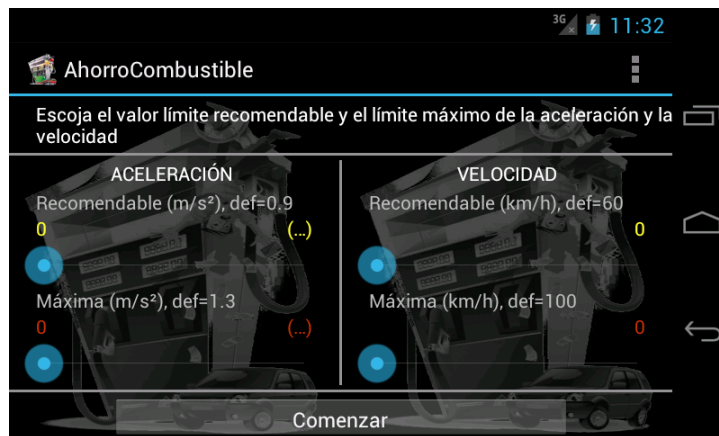 3G 11:32
AhorroCombustible
Escoja el valor límite recomendable y el límite máximo de la aceleración y la
velocidad
ACELERACIÓN
Recomendable (m/s²), def=0.9
0 (...)
Máxima (m/s²), def=1.3
0 (...)
VELOCIDAD
Recomendable (km/h), def=60
0
Máxima (km/h), def=100
0
Comenzar